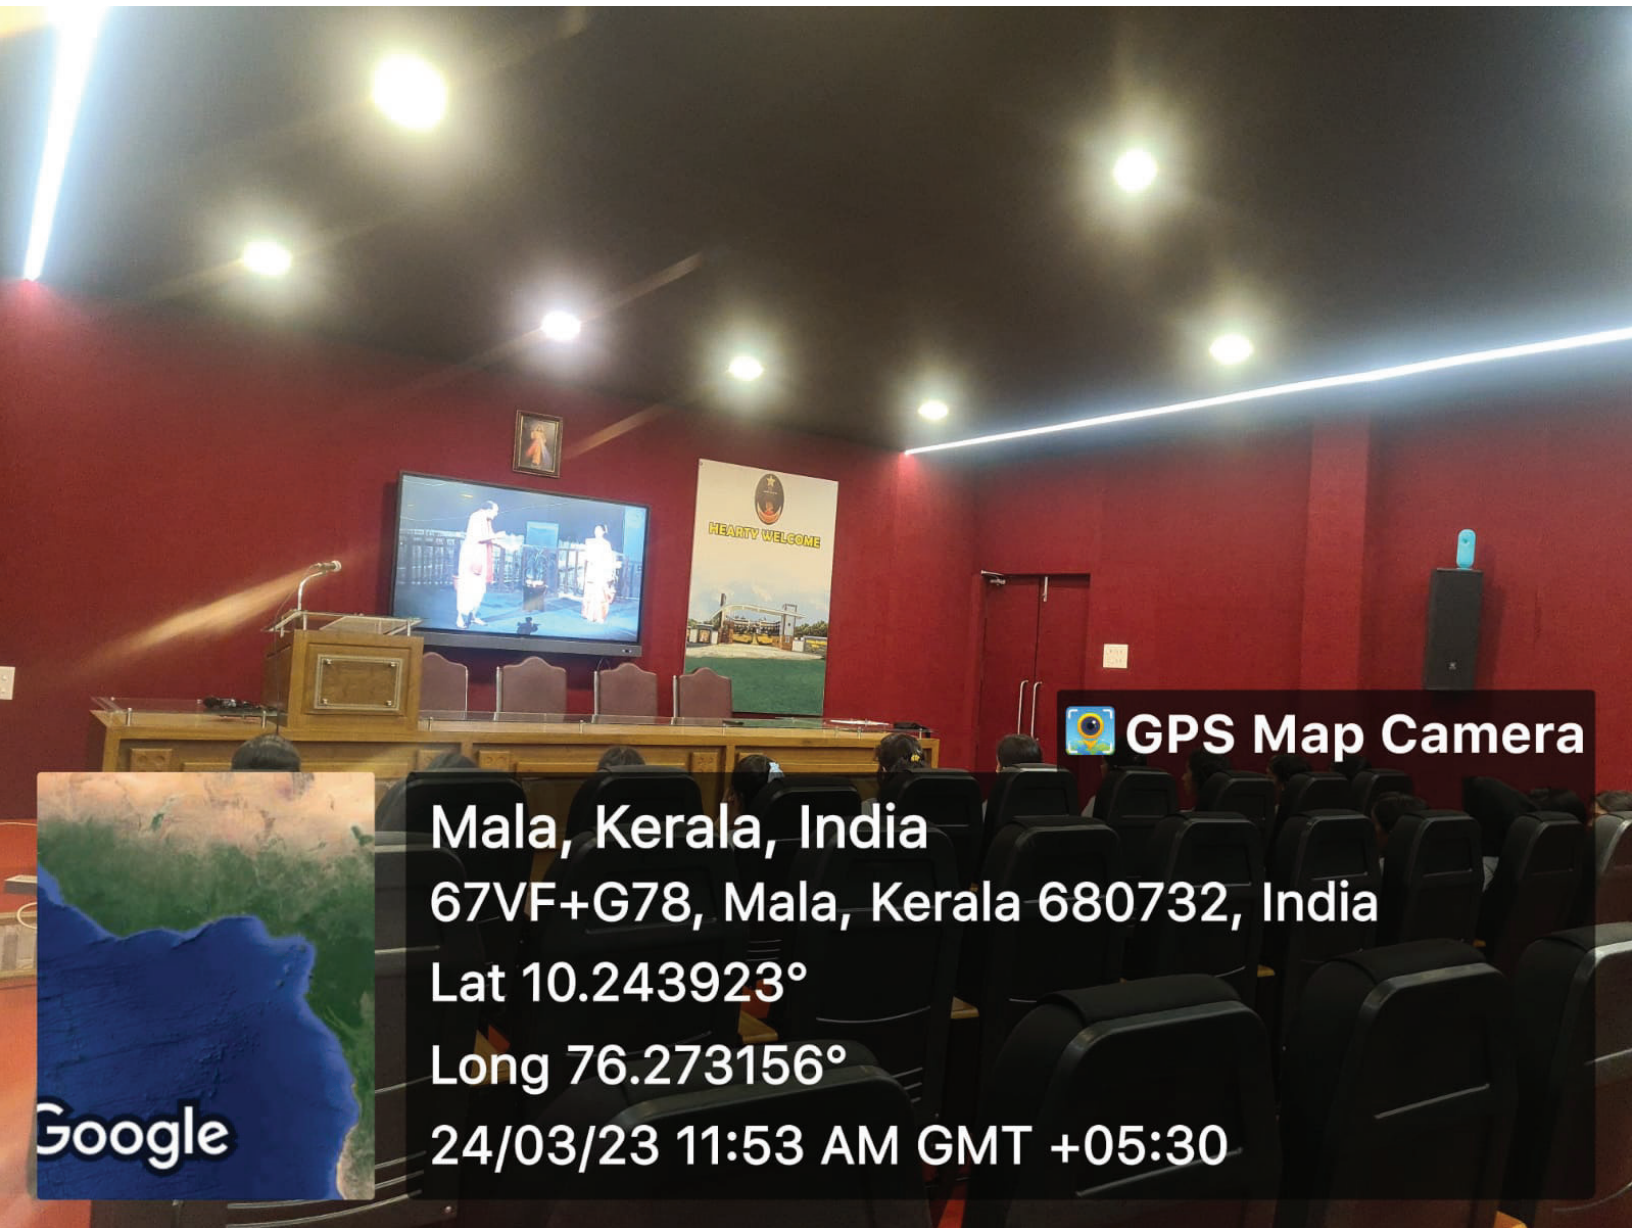 HEARTY WELCOME
GPS Map Camera
Mala, Kerala, India
67VF+G78, Mala, Kerala 680732, India
Lat 10.243923°
Long 76.273156°
24/03/23 11:53 AM GMT +05:30
Google